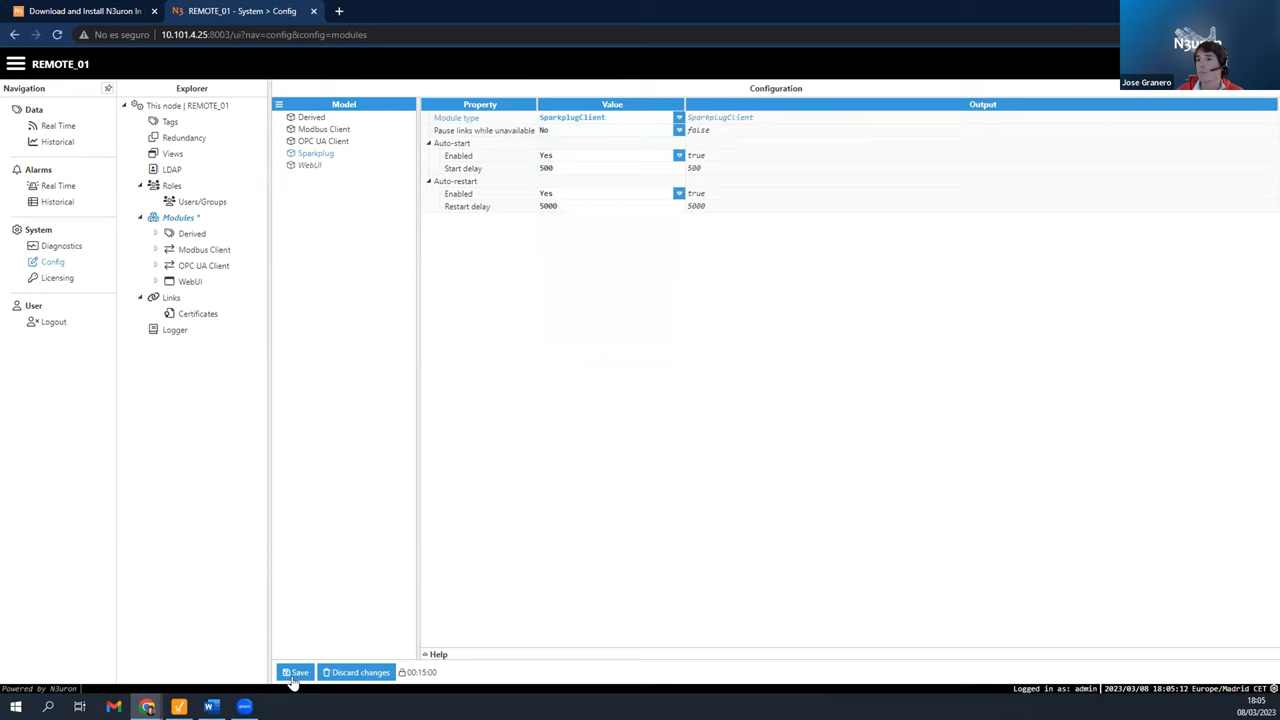 Download and Install N3uron In
REMOTE_01 - System > Config
No es seguro
10.101.4.25:8003/ui?nav=config&config=modules
REMOTE_01
N3uron
Jose Granero
Navigation
Data
Real Time
Historical
Alarms
Real Time
Historical
System
Diagnostics
Config
Licensing
User
Logout
Explorer
This node | REMOTE_01
Tags
Redundancy
Views
LDAP
Roles
Users/Groups
Modules *
Derived
Modbus Client
OPC UA Client
WebUI
Links
Certificates
Logger
Model
Derived
Modbus Client
OPC UA Client
Sparkplug
WebUI
Configuration
Property Value Output
Module type SparkplugClient SparkplugClient
Pause links while unavailable No false
Auto-start
Enabled Yes true
Start delay 500 500
Auto-restart
Enabled Yes true
Restart delay 5000 5000
Help
Save Discard changes 00:15:00
Powered by N3uron
Logged in as: admin 2023/03/08 18:05:12 Europe/Madrid CET
zoom
18:05
08/03/2023